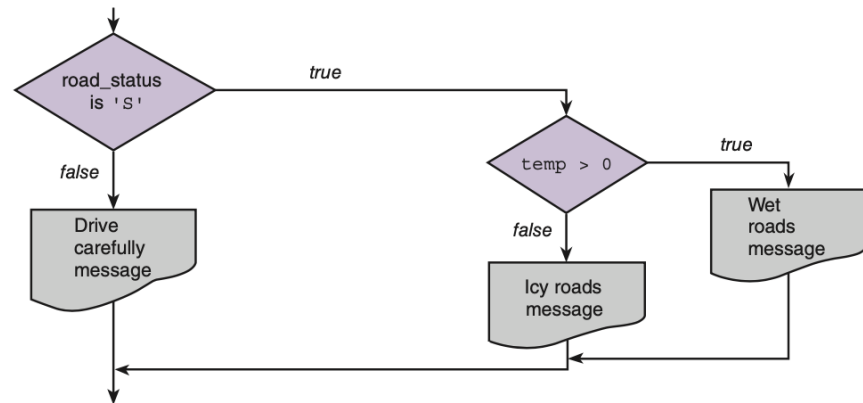 road_status
is 'S'
true
false
temp > 0
true
false
Drive
carefully
message
Wet
roads
message
Icy roads
message